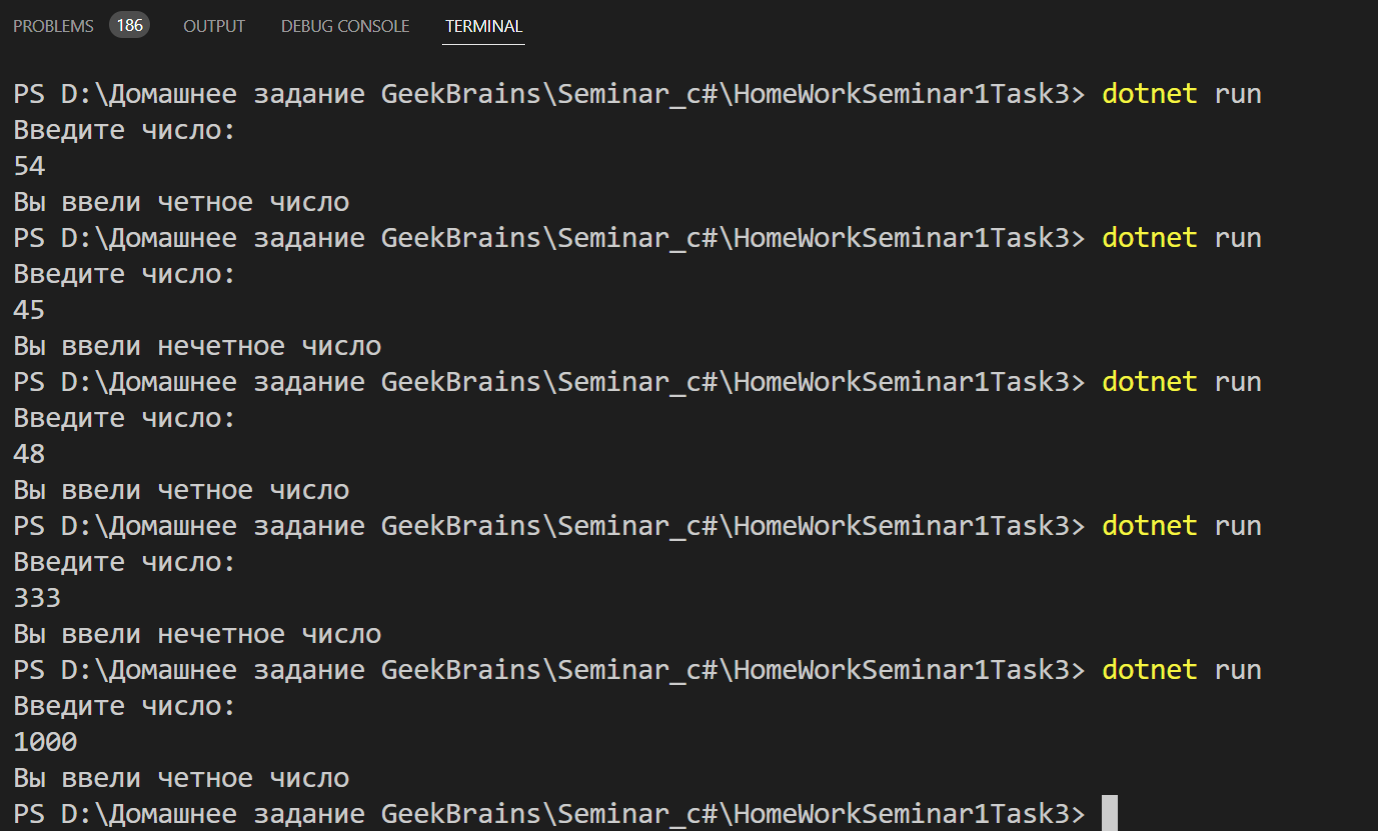 PROBLEMS 186 OUTPUT DEBUG CONSOLE TERMINAL
PS D:\Домашнее задание GeekBrains\Seminar_c#\HomeWorkSeminar1Task3> dotnet run
Введите число:
54
Вы ввели четное число
PS D:\Домашнее задание GeekBrains\Seminar_c#\HomeWorkSeminar1Task3> dotnet run
Введите число:
45
Вы ввели нечетное число
PS D:\Домашнее задание GeekBrains\Seminar_c#\HomeWorkSeminar1Task3> dotnet run
Введите число:
48
Вы ввели четное число
PS D:\Домашнее задание GeekBrains\Seminar_c#\HomeWorkSeminar1Task3> dotnet run
Введите число:
333
Вы ввели нечетное число
PS D:\Домашнее задание GeekBrains\Seminar_c#\HomeWorkSeminar1Task3> dotnet run
Введите число:
1000
Вы ввели четное число
PS D:\Домашнее задание GeekBrains\Seminar_c#\HomeWorkSeminar1Task3>